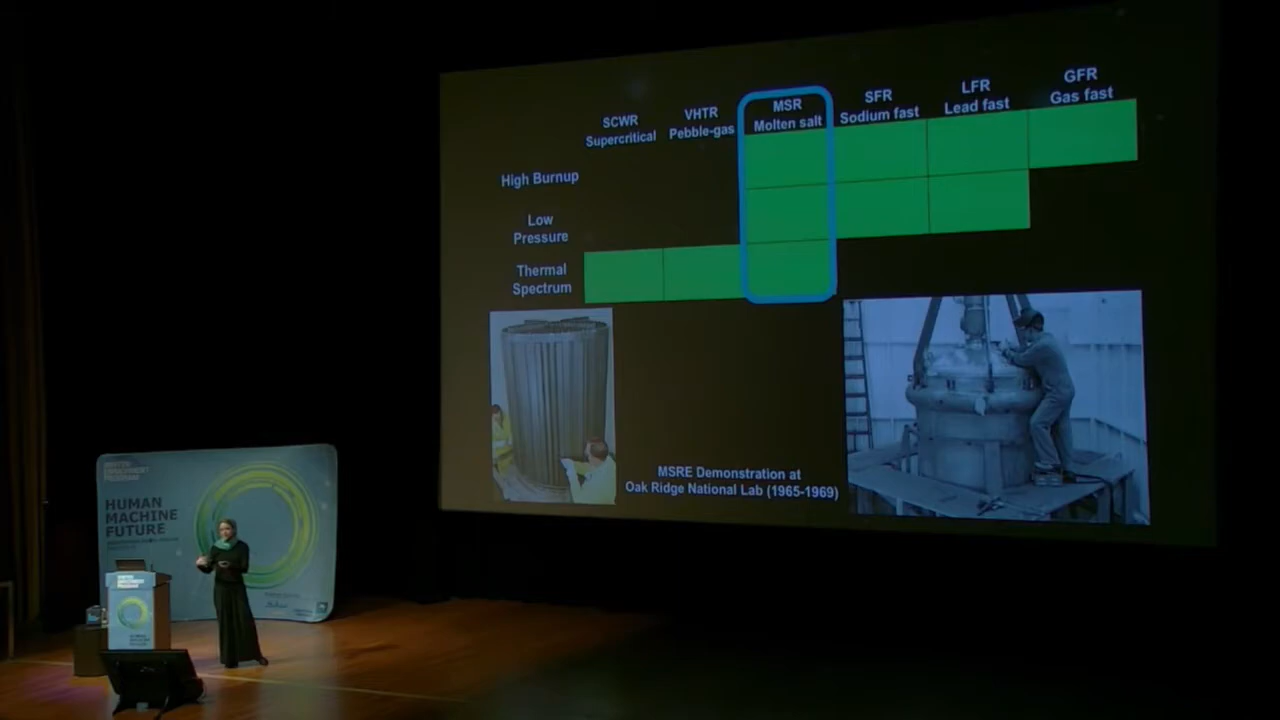 SCWR
Supercritical
VHTR
Pebble-gas
MSR
Molten salt
SFR
Sodium fast
LFR
Lead fast
GFR
Gas fast
High Burnup
Low
Pressure
Thermal
Spectrum
MSRE Demonstration at
Oak Ridge National Lab (1965-1969)
HUMAN
MACHINE
FUTURE